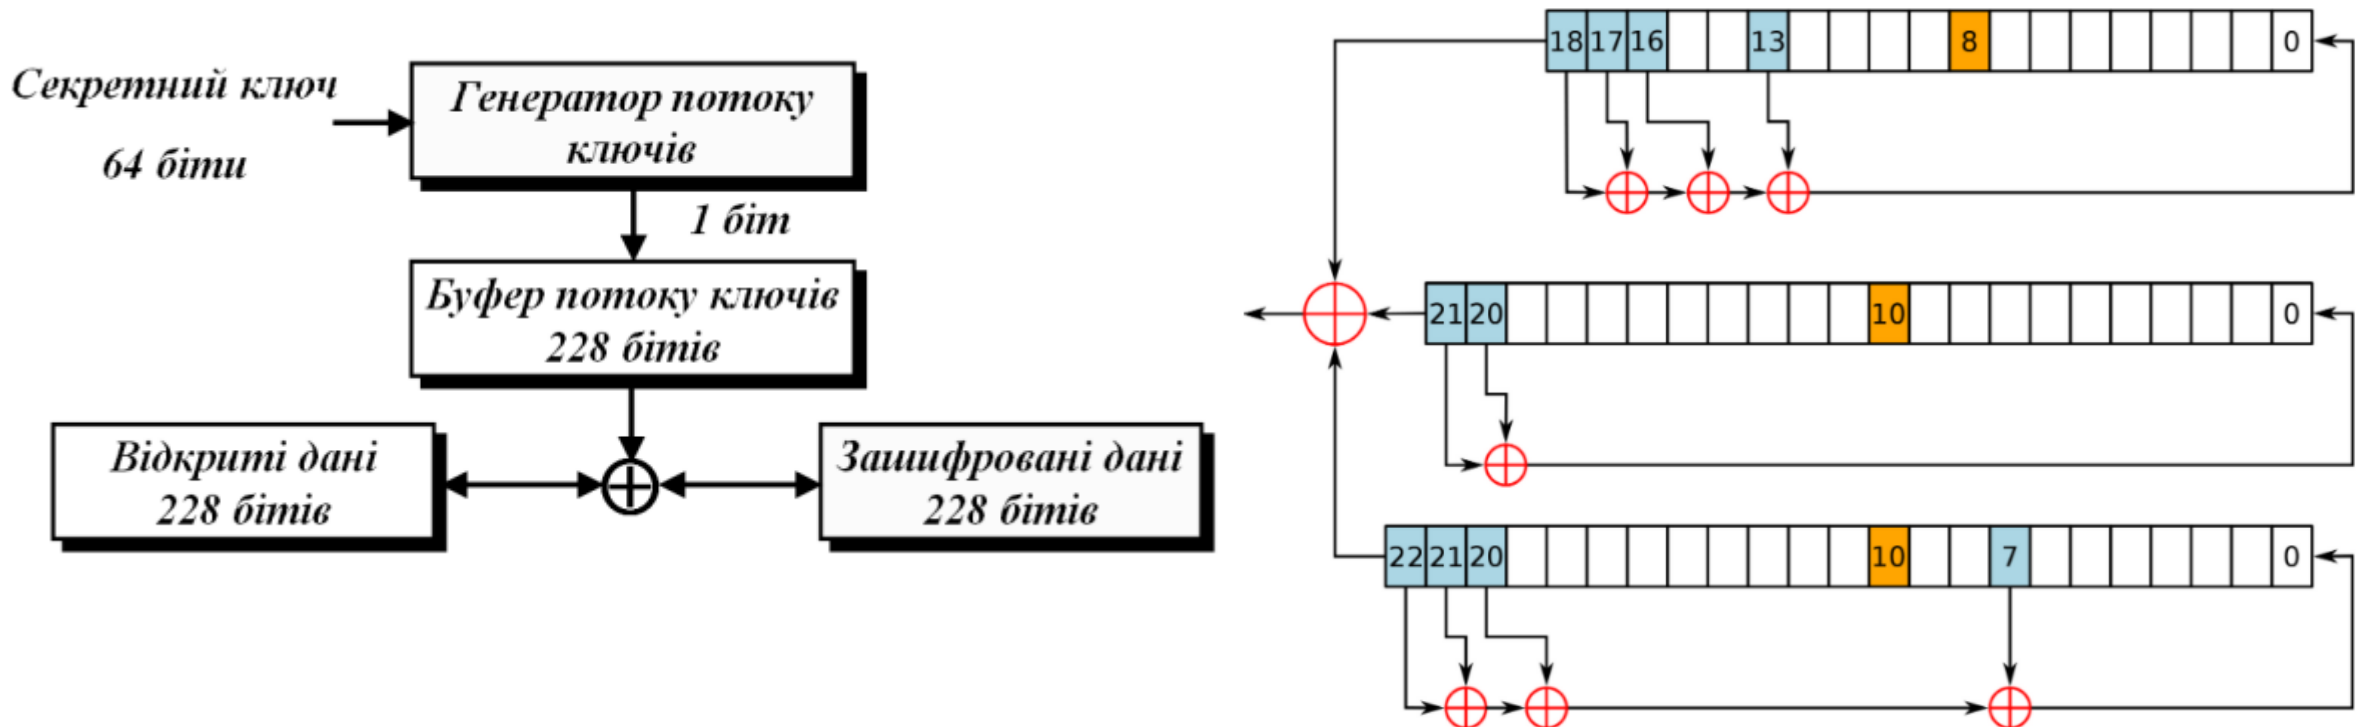 Секретний ключ
64 біти
Генератор потоку
ключів
1 біт
Буфер потоку ключів
228 бітів
Відкриті дані
228 бітів
Зашифровані дані
228 бітів
18 17 16 13 8 0
21 20 10 0
22 21 20 10 7 0